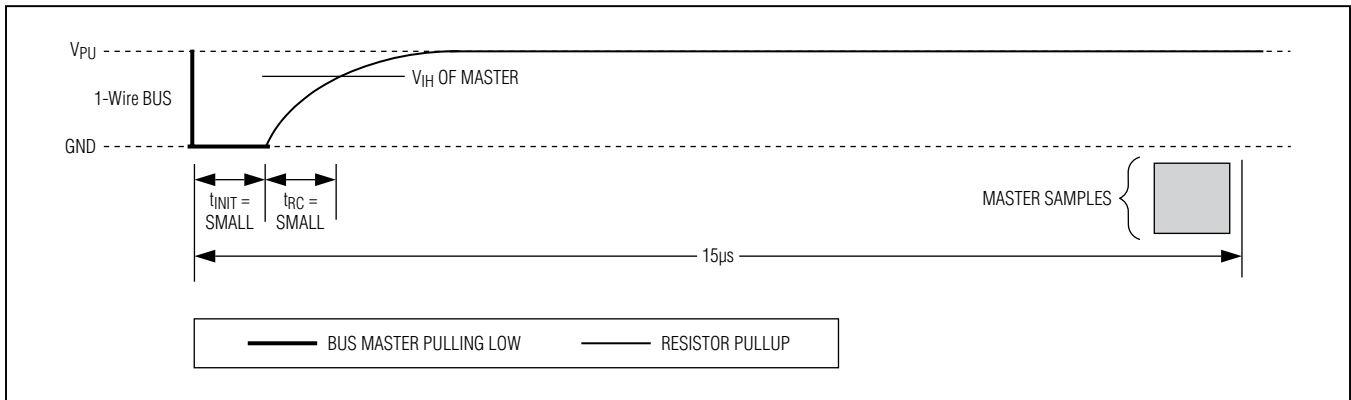 VPU
VIH OF MASTER
1-Wire BUS
GND
MASTER SAMPLES
tINIT =
SMALL
tRC =
SMALL
15µs
BUS MASTER PULLING LOW
RESISTOR PULLUP